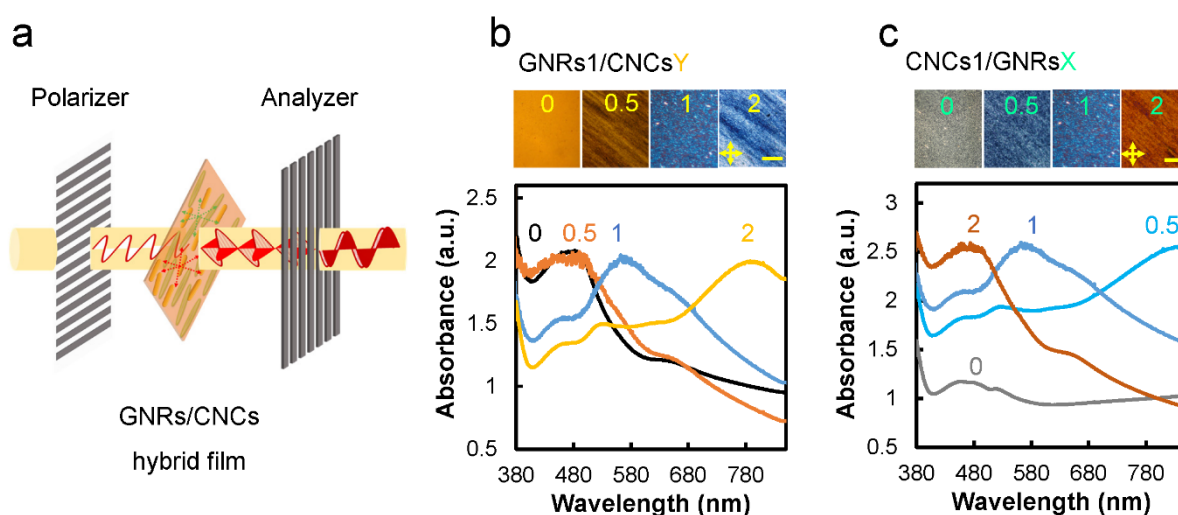 a
Polarizer
Analyzer
GNRs/CNCs
hybrid film
b
GNRs1/CNCsY
0
0.5
1
2
Absorbance (a.u.)
2.5
2
1.5
1
0.5
0
0.5
1
2
380
480
580
680
780
Wavelength (nm)
c
CNCs1/GNRsX
0
0.5
1
2
Absorbance (a.u.)
3
2.5
2
1.5
1
0.5
2
1
0.5
0
380
480
580
680
780
Wavelength (nm)